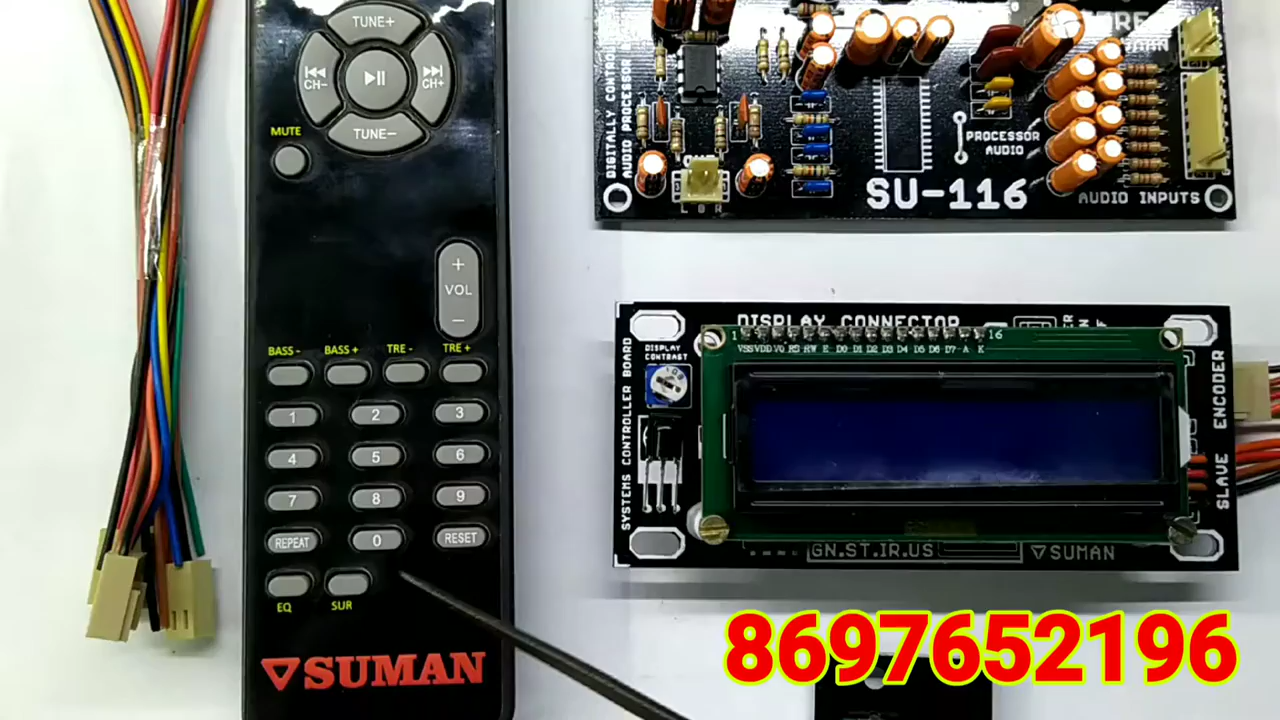 TUNE+
CH-
CH+
TUNE-
MUTE
+
VOL
-
BASS -
BASS +
TRE -
TRE +
1
2
3
4
5
6
7
8
9
REPEAT
0
RESET
EQ
SUR
SUMAN
DIGITALLY CONTRO
AUDIO PROCESSOR
PROCESSOR
AUDIO
SU-116
AUDIO INPUTS
L G R
DISPLAY CONNECTOR
1
16
VSS VDD V0 RS RW E D0 D1 D2 D3 D4 D5 D6 D7 A K
DISPLAY
CONTRAST
SYSTEMS CONTROLLER BOARD
SLAVE ENCODER
GN.ST.IR.US
SUMAN
8697652196